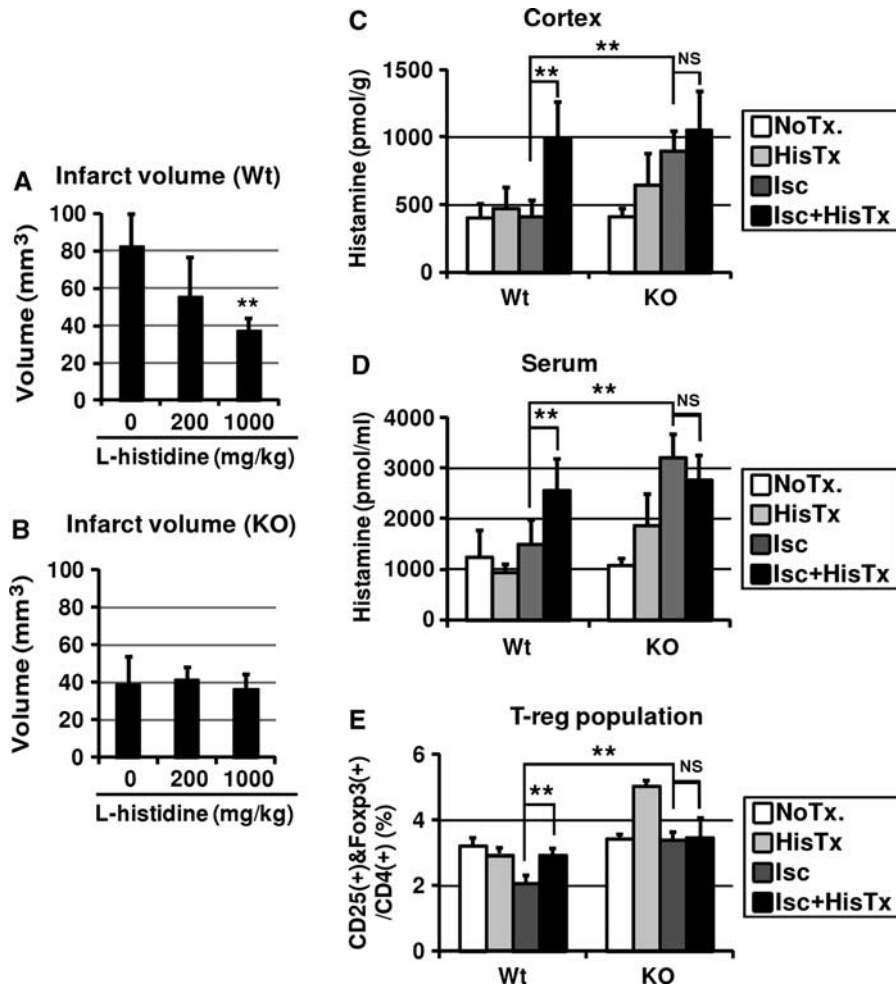 A
Infarct volume (Wt)
Volume (mm³)
100
80
60
40
20
0
**
0 200 1000
L-histidine (mg/kg)
B
Infarct volume (KO)
Volume (mm³)
100
80
60
40
20
0
0 200 1000
L-histidine (mg/kg)
C
Cortex
Histamine (pmol/g)
1500
1000
500
0
**
**
NS
Wt KO
NoTx.
HisTx
Isc
Isc+HisTx
D
Serum
Histamine (pmol/ml)
4000
3000
2000
1000
0
**
**
NS
Wt KO
NoTx.
HisTx
Isc
Isc+HisTx
E
T-reg population
CD25(+)&Foxp3(+)
/CD4(+) (%)
6
4
2
0
**
**
NS
Wt KO
NoTx.
HisTx
Isc
Isc+HisTx